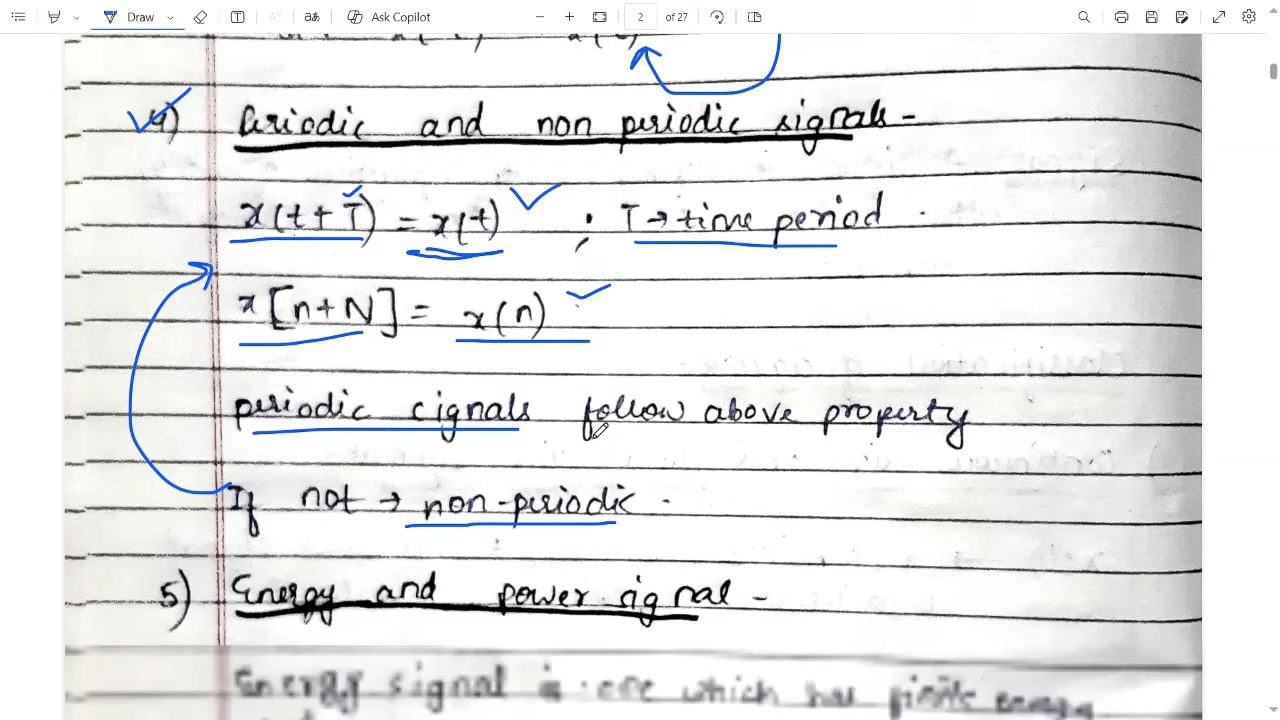 Draw
Ask Copilot
2 of 27
4) Periodic and non periodic signals -
x(t + T) = x(t) ; T → time period .
x[n+N] = x(n)
periodic signals follow above property
If not → non-periodic .
5) Energy and power signal -
Energy signal is one which has finite energy